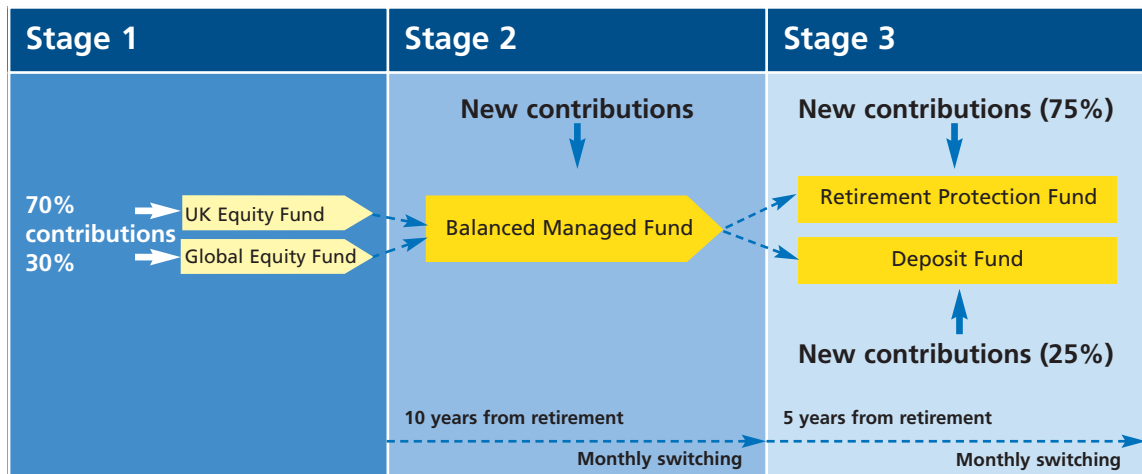 Stage 1
Stage 2
Stage 3
70%
contributions
30%
UK Equity Fund
Global Equity Fund
New contributions
Balanced Managed Fund
10 years from retirement
Monthly switching
New contributions (75%)
Retirement Protection Fund
Deposit Fund
New contributions (25%)
5 years from retirement
Monthly switching